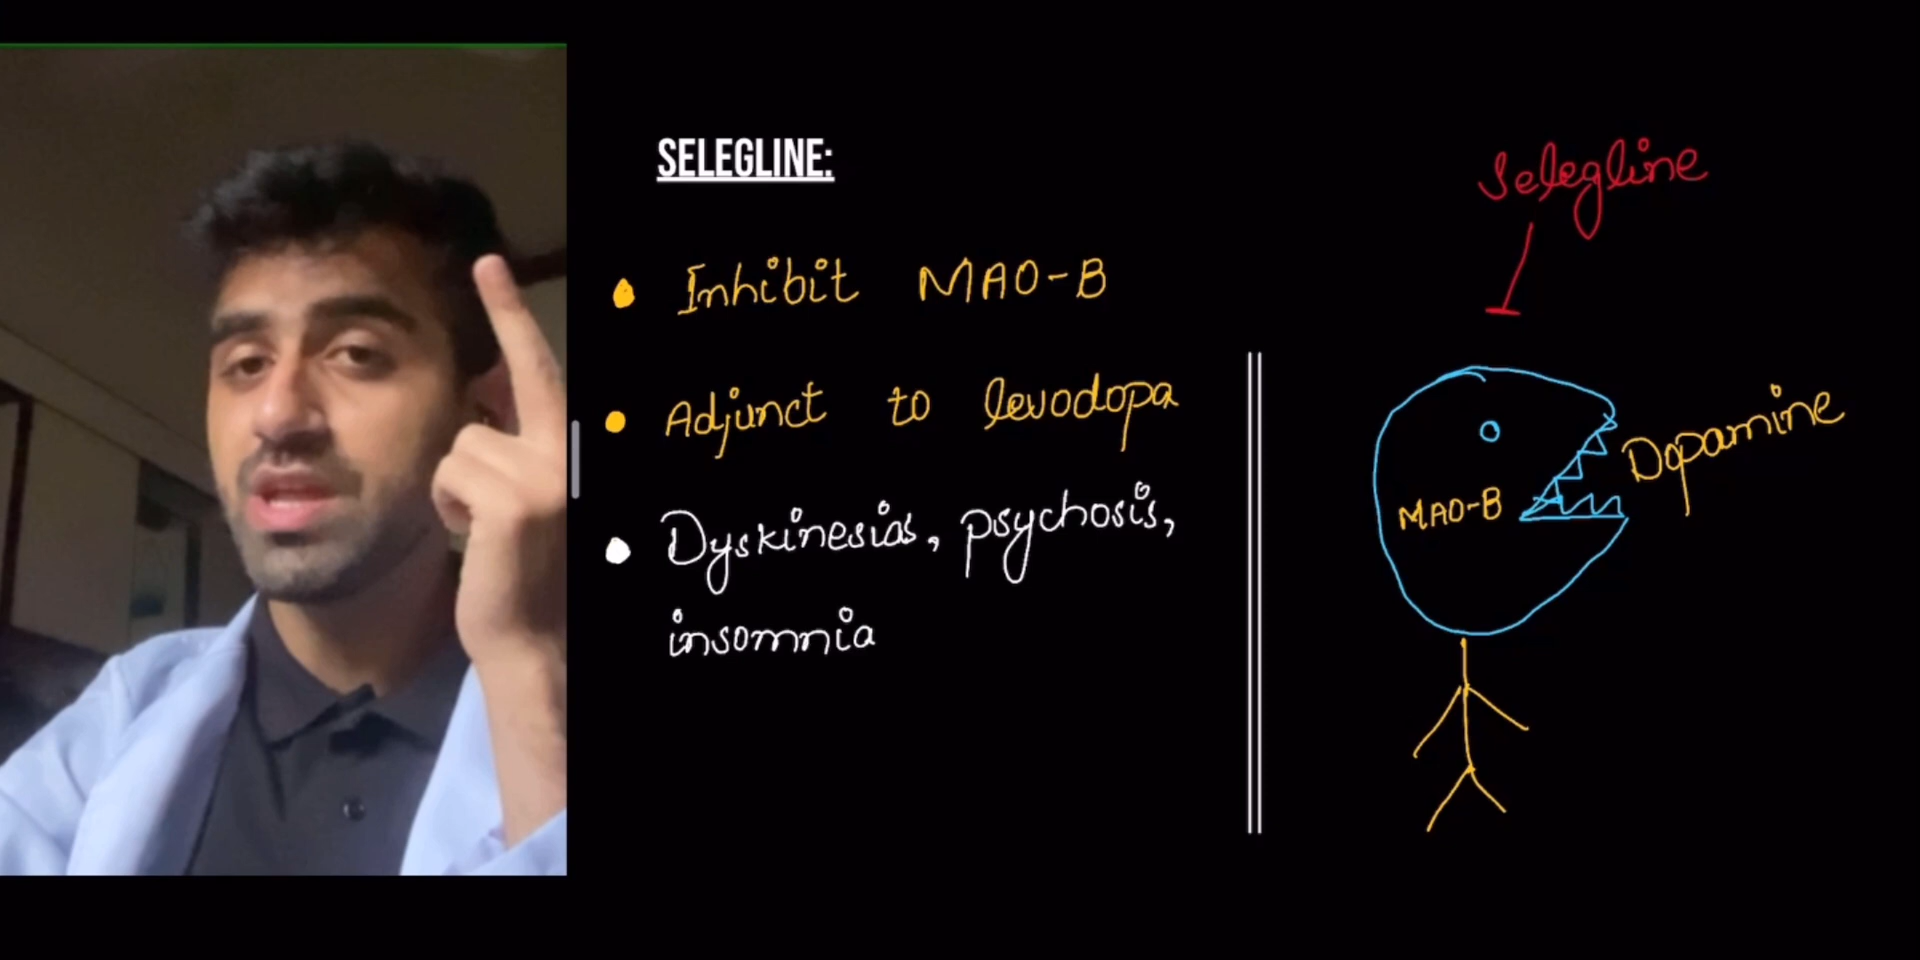 SELEGLINE:
• Inhibit MAO-B
• Adjunct to levodopa
• Dyskinesias, psychosis,
insomnia
Selegline
Dopamine
MAO-B